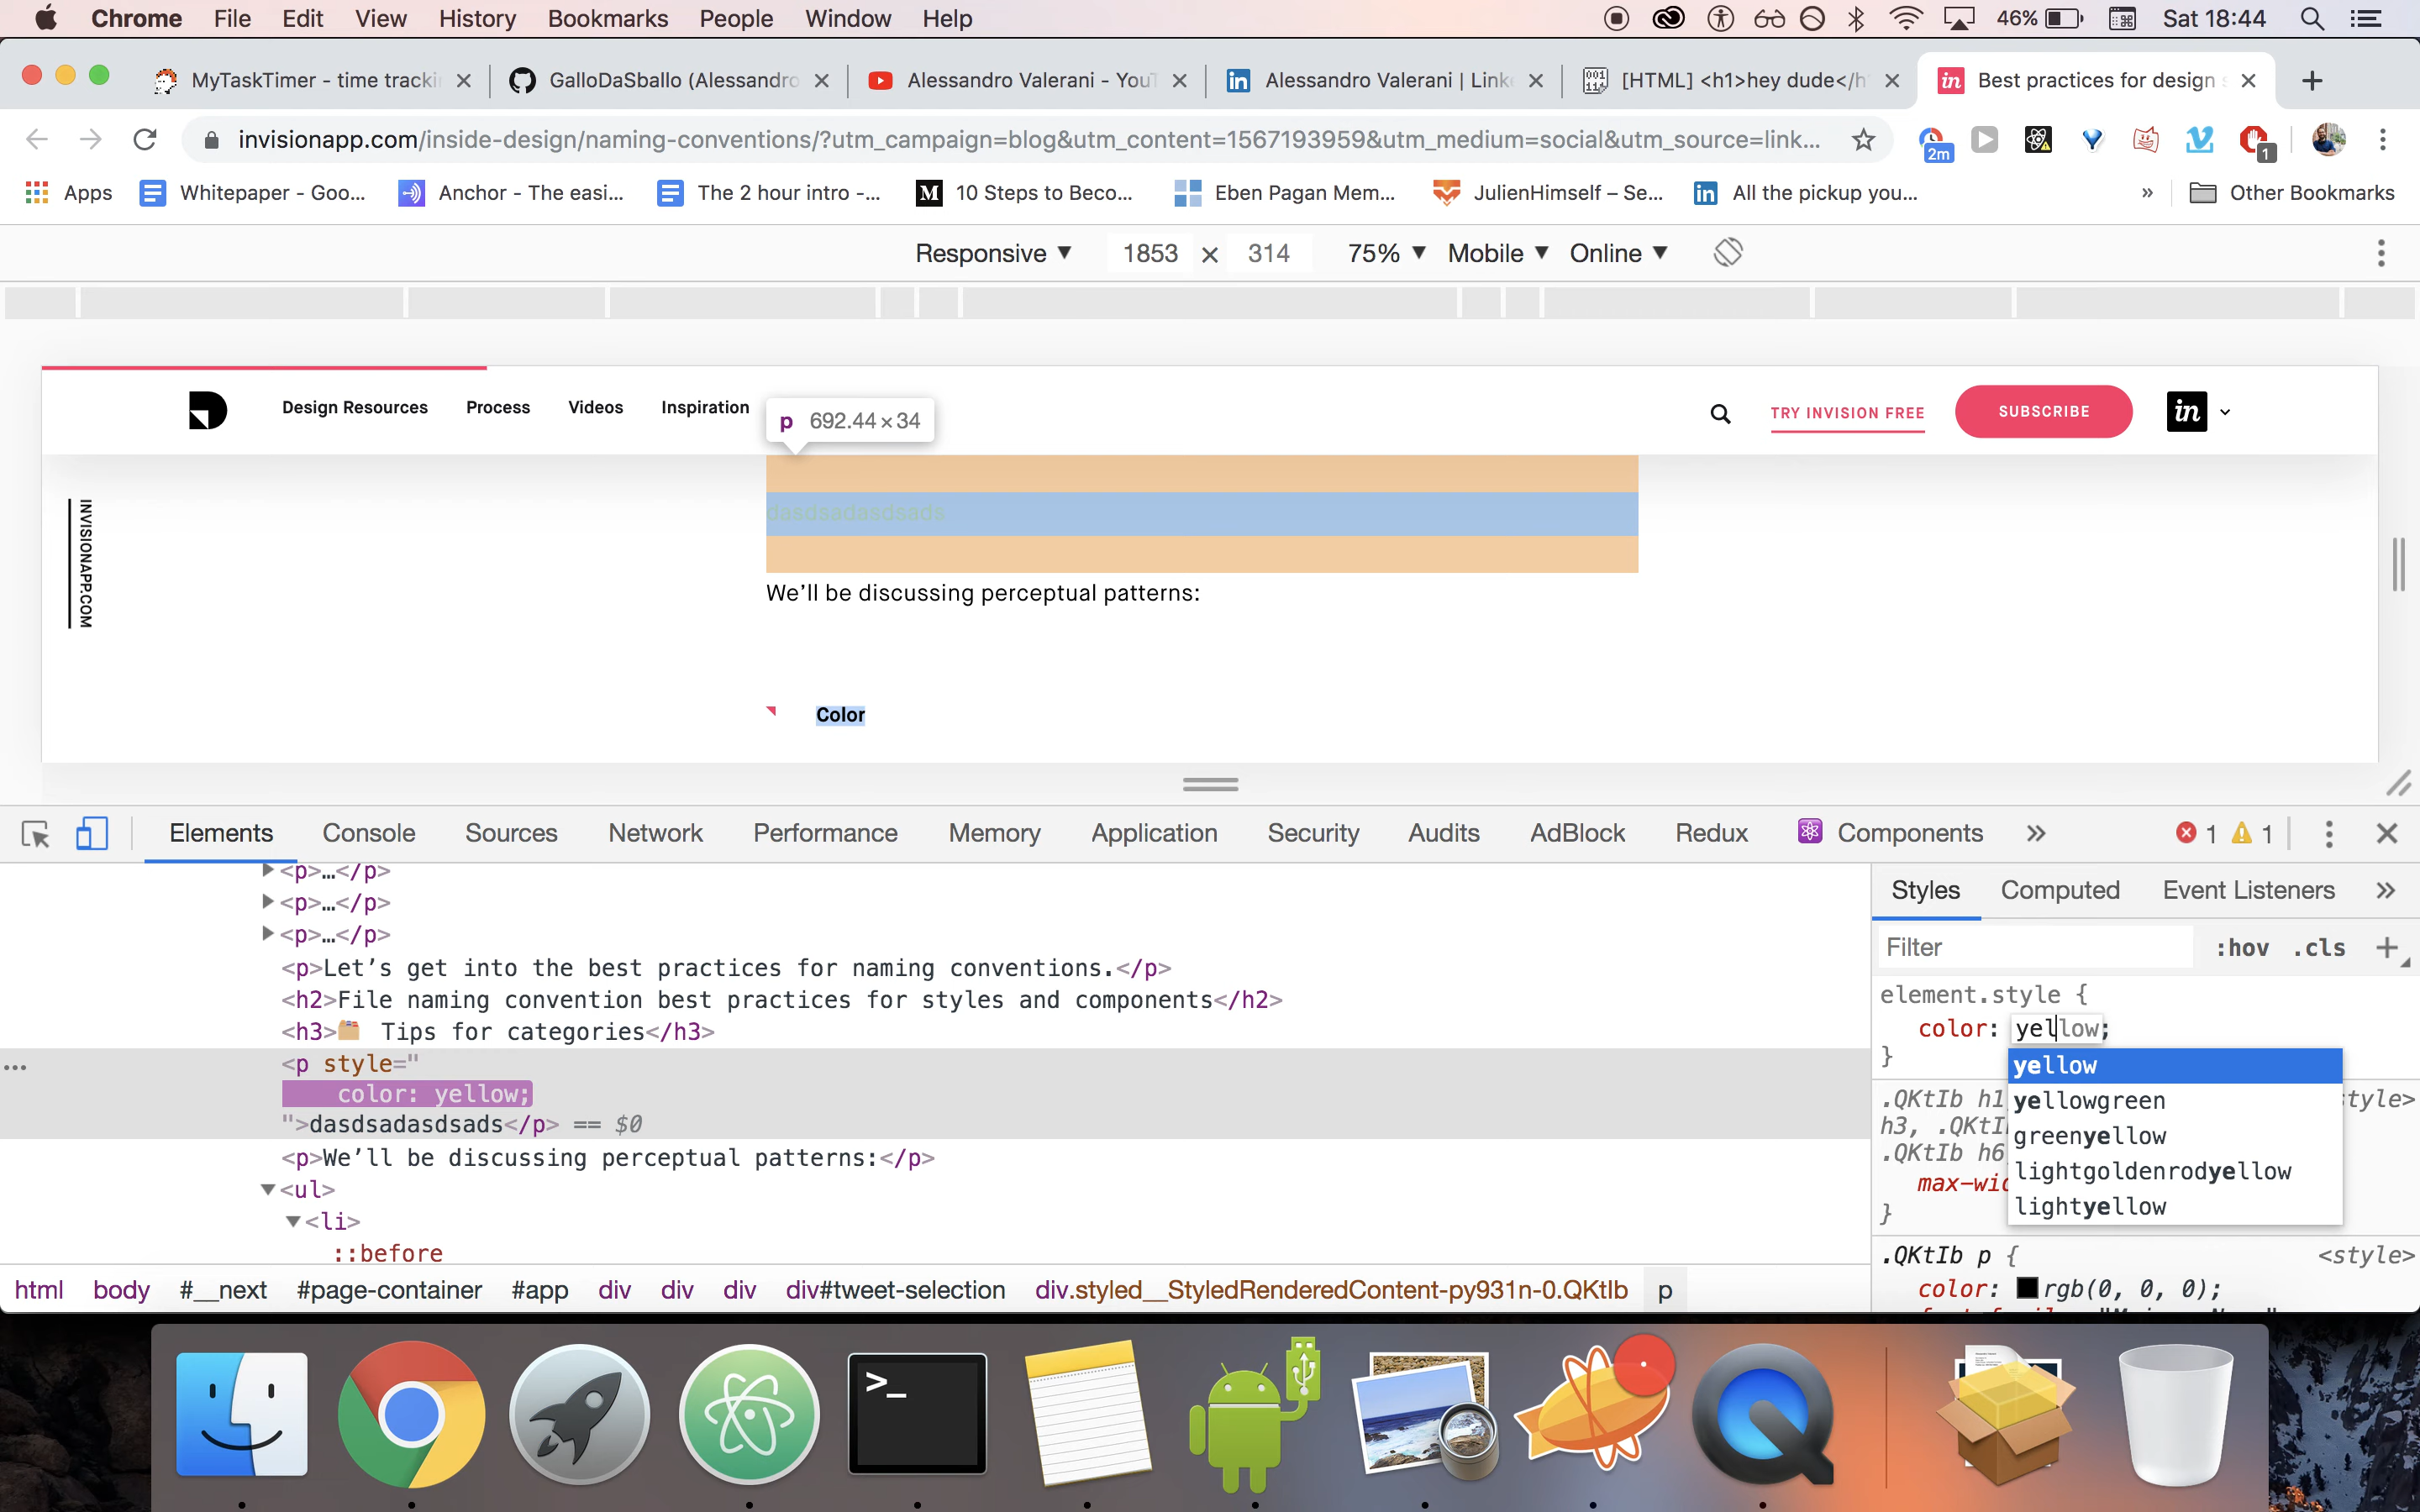 Chrome File Edit View History Bookmarks People Window Help 46% Sat 18:44
MyTaskTimer - time tracki GalloDaSballo (Alessandro Alessandro Valerani - YouT Alessandro Valerani | Linke [HTML] <h1>hey dude</h Best practices for design s
invisionapp.com/inside-design/naming-conventions/?utm_campaign=blog&utm_content=1567193959&utm_medium=social&utm_source=link... 2m 1
Apps Whitepaper - Goo... Anchor - The easi... The 2 hour intro -... 10 Steps to Beco... Eben Pagan Mem... JulienHimself – Se... All the pickup you... » Other Bookmarks
Responsive ▼ 1853 × 314 75% ▼ Mobile ▼ Online ▼
Design Resources Process Videos Inspiration TRY INVISION FREE SUBSCRIBE in
p 692.44 × 34
INVISIONAPP.COM
dasdsadasdsads
We’ll be discussing perceptual patterns:
Color
Elements Console Sources Network Performance Memory Application Security Audits AdBlock Redux Components » 1 1
<p>…</p>
<p>…</p>
<p>…</p>
<p>Let’s get into the best practices for naming conventions.</p>
<h2>File naming convention best practices for styles and components</h2>
<h3>🗂 Tips for categories</h3>
<p style="
color: yellow;
">dasdsadasdsads</p> == $0
<p>We’ll be discussing perceptual patterns:</p>
<ul>
<li>
::before
html body #__next #page-container #app div div div div#tweet-selection div.styled__StyledRenderedContent-py931n-0.QKtIb p
Styles Computed Event Listeners »
Filter :hov .cls +
element.style {
color: yellow;
}
yellow
yellowgreen
greenyellow
lightgoldenrodyellow
lightyellow
.QKtIb h1 tyle>
h3, .QKtI
.QKtIb h6
max-wid
}
.QKtIb p { <style>
color: rgb(0, 0, 0);
>_